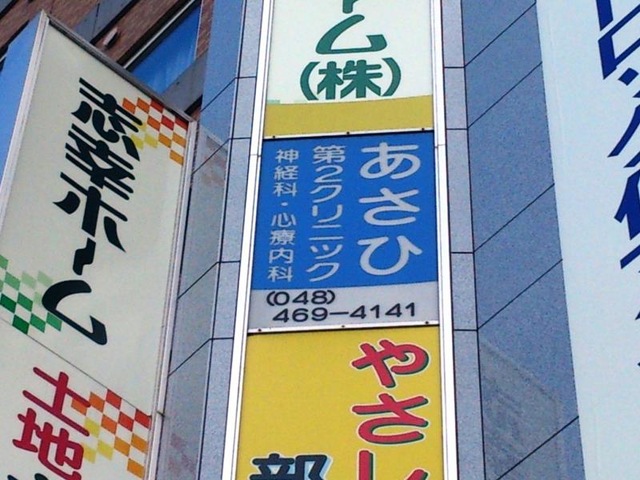 志幸ホーム
土地
ーム
(株)
あさひ
第2クリニック
神経科・心療内科
(048)
469-4141
やさし
部